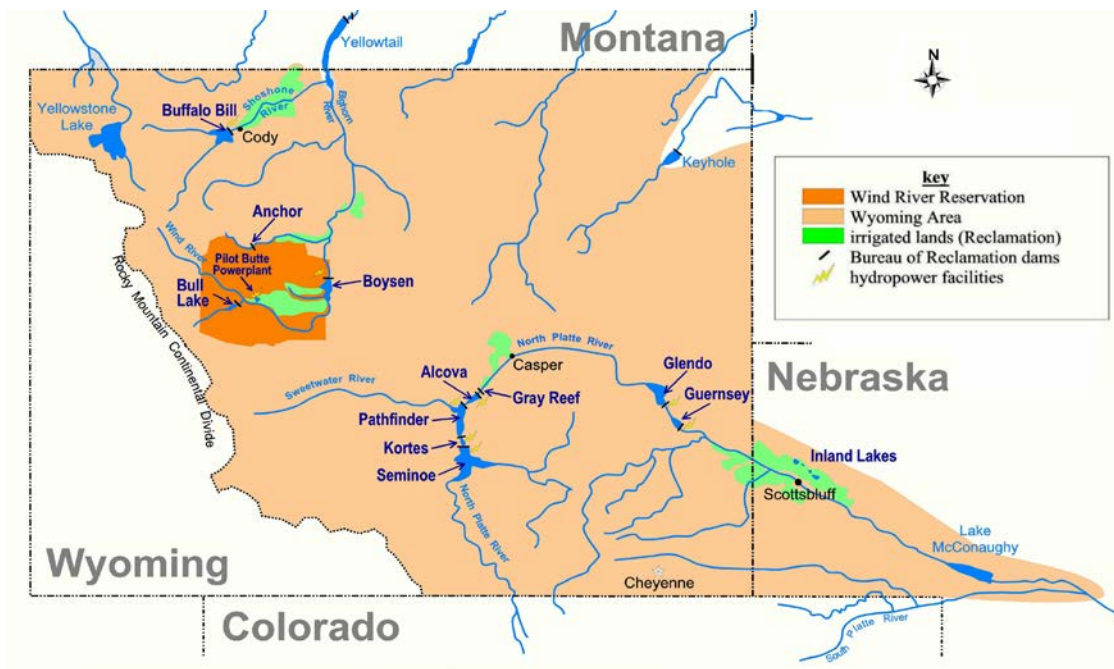 Montana
Yellowtail
N
Yellowstone
Lake
Buffalo Bill
Shoshone
River
Bighorn
River
Cody
Keyhole
key
Wind River Reservation
Wyoming Area
irrigated lands (Reclamation)
Bureau of Reclamation dams
hydropower facilities
Anchor
Wind River
Pilot Butte
Powerplant
Bull
Lake
Boysen
Rocky Mountain Continental Divide
North Platte River
Casper
Alcova
Gray Reef
Sweetwater River
Pathfinder
Kortes
Seminoe
Glendo
Guernsey
Nebraska
Inland Lakes
Scottsbluff
North Platte River
Lake
McConaughy
Wyoming
Cheyenne
Colorado
South Platte River